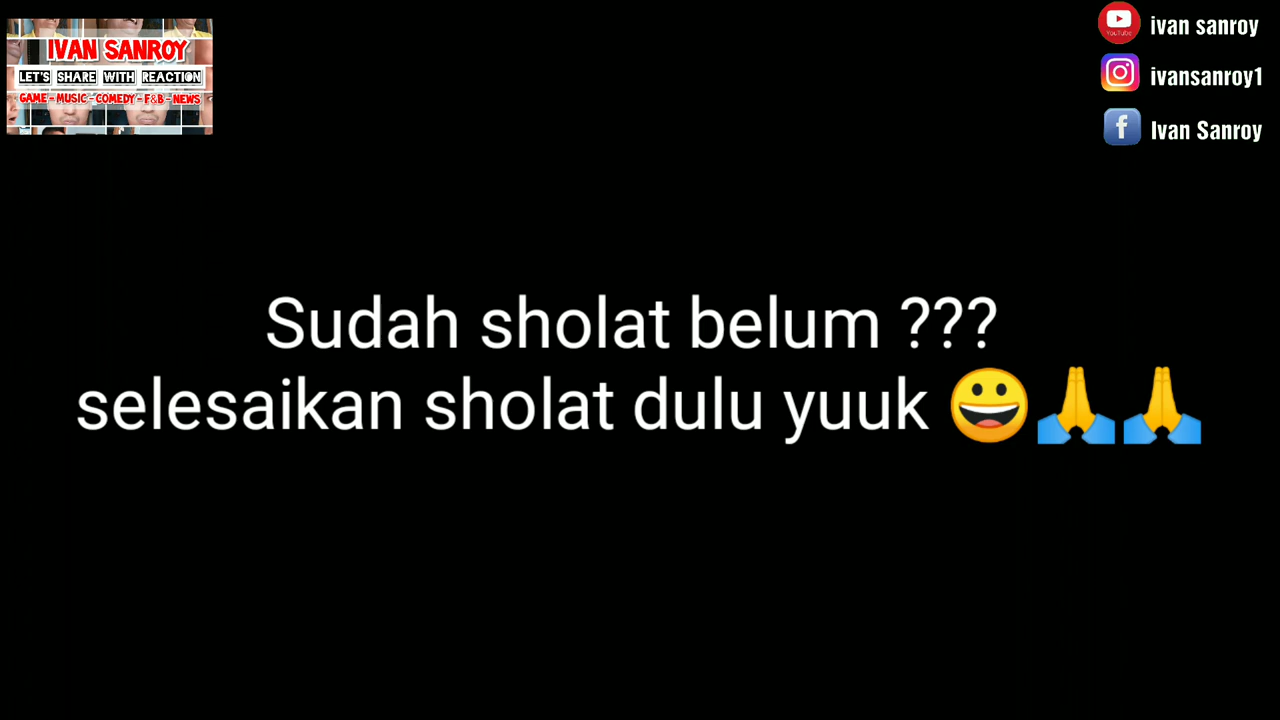 IVAN SANROY
LET'S SHARE WITH REACTION
GAME - MUSIC - COMEDY - F&B - NEWS
YouTube
ivan sanroy
ivansanroy1
f
Ivan Sanroy
Sudah sholat belum ???
selesaikan sholat dulu yuuk 😀🙏🙏